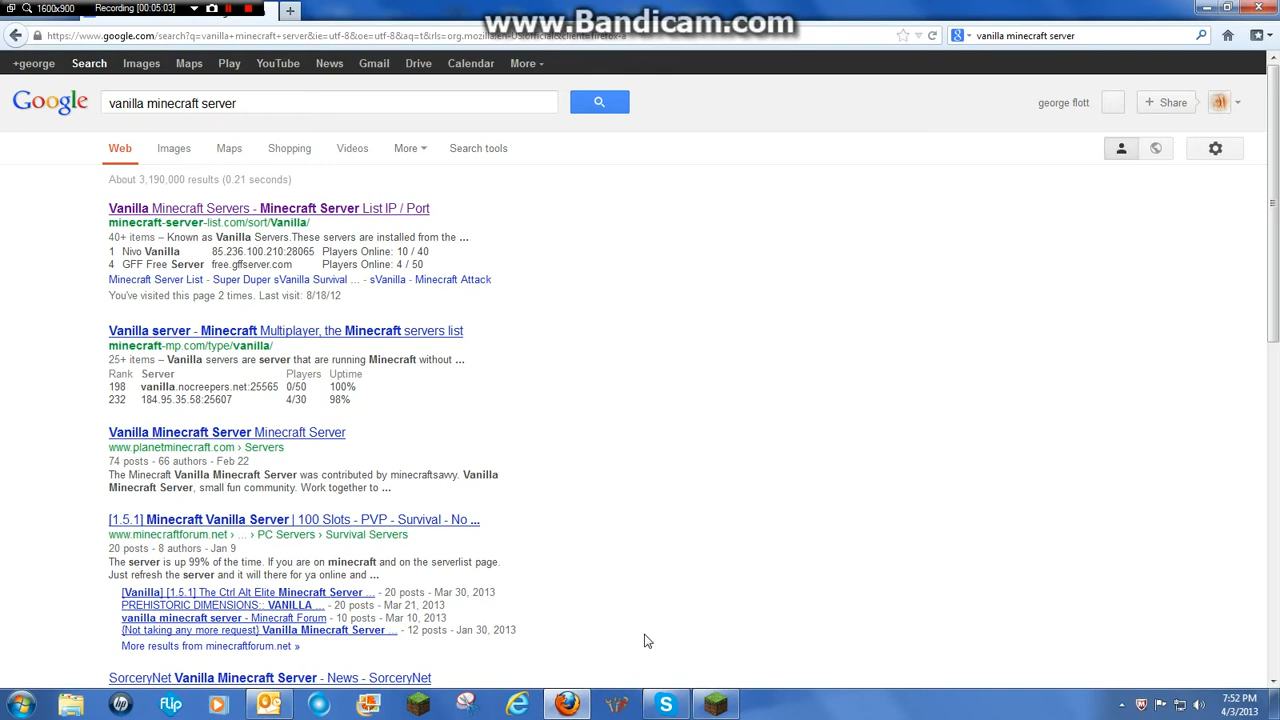 1600x900 Recording [00:05:03]
www.Bandicam.com
https://www.google.com/search?q=vanilla+minecraft+server&ie=utf-8&oe=utf-8&aq=t&rls=org.mozilla:en-US:official&client=firefox-a
vanilla minecraft server
+george Search Images Maps Play YouTube News Gmail Drive Calendar More
Google vanilla minecraft server george flott + Share
Web Images Maps Shopping Videos More Search tools
About 3,190,000 results (0.21 seconds)
Vanilla Minecraft Servers - Minecraft Server List IP / Port
minecraft-server-list.com/sort/Vanilla/
40+ items – Known as Vanilla Servers.These servers are installed from the ...
1 Nivo Vanilla 85.236.100.210:28065 Players Online: 10 / 40
4 GFF Free Server free.gffserver.com Players Online: 4 / 50
Minecraft Server List - Super Duper sVanilla Survival ... - sVanilla - Minecraft Attack
You've visited this page 2 times. Last visit: 8/18/12
Vanilla server - Minecraft Multiplayer, the Minecraft servers list
minecraft-mp.com/type/vanilla/
25+ items – Vanilla servers are server that are running Minecraft without ...
Rank Server Players Uptime
198 vanilla.nocreepers.net:25565 0/50 100%
232 184.95.35.58:25607 4/30 98%
Vanilla Minecraft Server Minecraft Server
www.planetminecraft.com › Servers
74 posts - 66 authors - Feb 22
The Minecraft Vanilla Minecraft Server was contributed by minecraftsavvy. Vanilla
Minecraft Server, small fun community. Work together to ...
[1.5.1] Minecraft Vanilla Server | 100 Slots - PVP - Survival - No ...
www.minecraftforum.net › ... › PC Servers › Survival Servers
20 posts - 8 authors - Jan 9
The server is up 99% of the time. If you are on minecraft and on the serverlist page.
Just refresh the server and it will there for ya online and ...
[Vanilla] [1.5.1] The Ctrl Alt Elite Minecraft Server ... - 20 posts - Mar 30, 2013
PREHISTORIC DIMENSIONS:: VANILLA ... - 20 posts - Mar 21, 2013
vanilla minecraft server - Minecraft Forum - 10 posts - Mar 10, 2013
{Not taking any more request} Vanilla Minecraft Server ... - 12 posts - Jan 30, 2013
More results from minecraftforum.net »
SorceryNet Vanilla Minecraft Server - News - SorceryNet
7:52 PM
4/3/2013